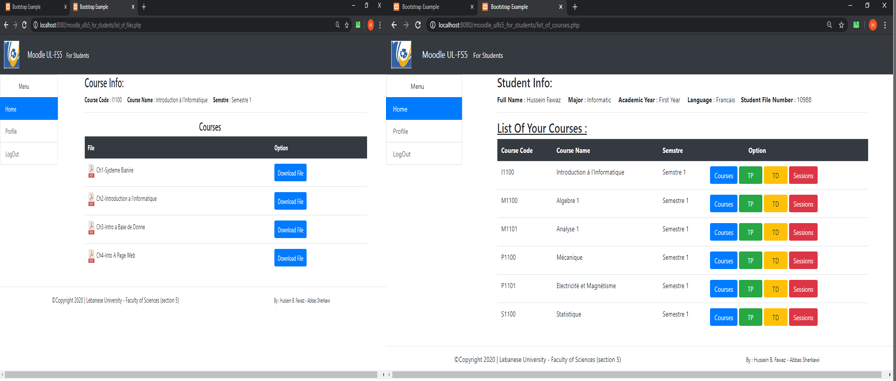 Bootstrap Example
Bootstrap Example
localhost:8080/moodle_ulfs5_for_students/list_of_files.php
Moodle UL-FS5 For Students
Menu
Home
Profile
LogOut
Course Info:
Course Code : I1100 Course Name : Introduction à l'Informatique Semstre : Semestre 1
Courses
File Option
Ch1-Systeme Banire Download File
Ch2-Introduction a l'informatique Download File
Ch3-Intro a Base de Donne Download File
Ch4-into A Page Web Download File
©Copyright 2020 | Lebanese University - Faculty of Sciences (section 5) By : Hussein B. Fawaz - Abbas Sherkawi
Bootstrap Example
Bootstrap Example
localhost:8080/moodle_ulfs5_for_students/list_of_courses.php
Moodle UL-FS5 For Students
Menu
Home
Profile
LogOut
Student Info:
Full Name : Hussein Fawaz Major : Informatic Academic Year : First Year Language : Francais Student File Number : 10988
List Of Your Courses :
Course Code Course Name Semstre Option
I1100 Introduction à l'Informatique Semstre 1 Courses TP TD Sessions
M1100 Algebre 1 Semestre 1 Courses TP TD Sessions
M1101 Analyse 1 Semestre 1 Courses TP TD Sessions
P1100 Mécanique Semestre 1 Courses TP TD Sessions
P1101 Electricité et Magnétisme Semestre 1 Courses TP TD Sessions
S1100 Statistique Semestre 1 Courses TP TD Sessions
©Copyright 2020 | Lebanese University - Faculty of Sciences (section 5) By : Hussein B. Fawaz - Abbas Sherkawi